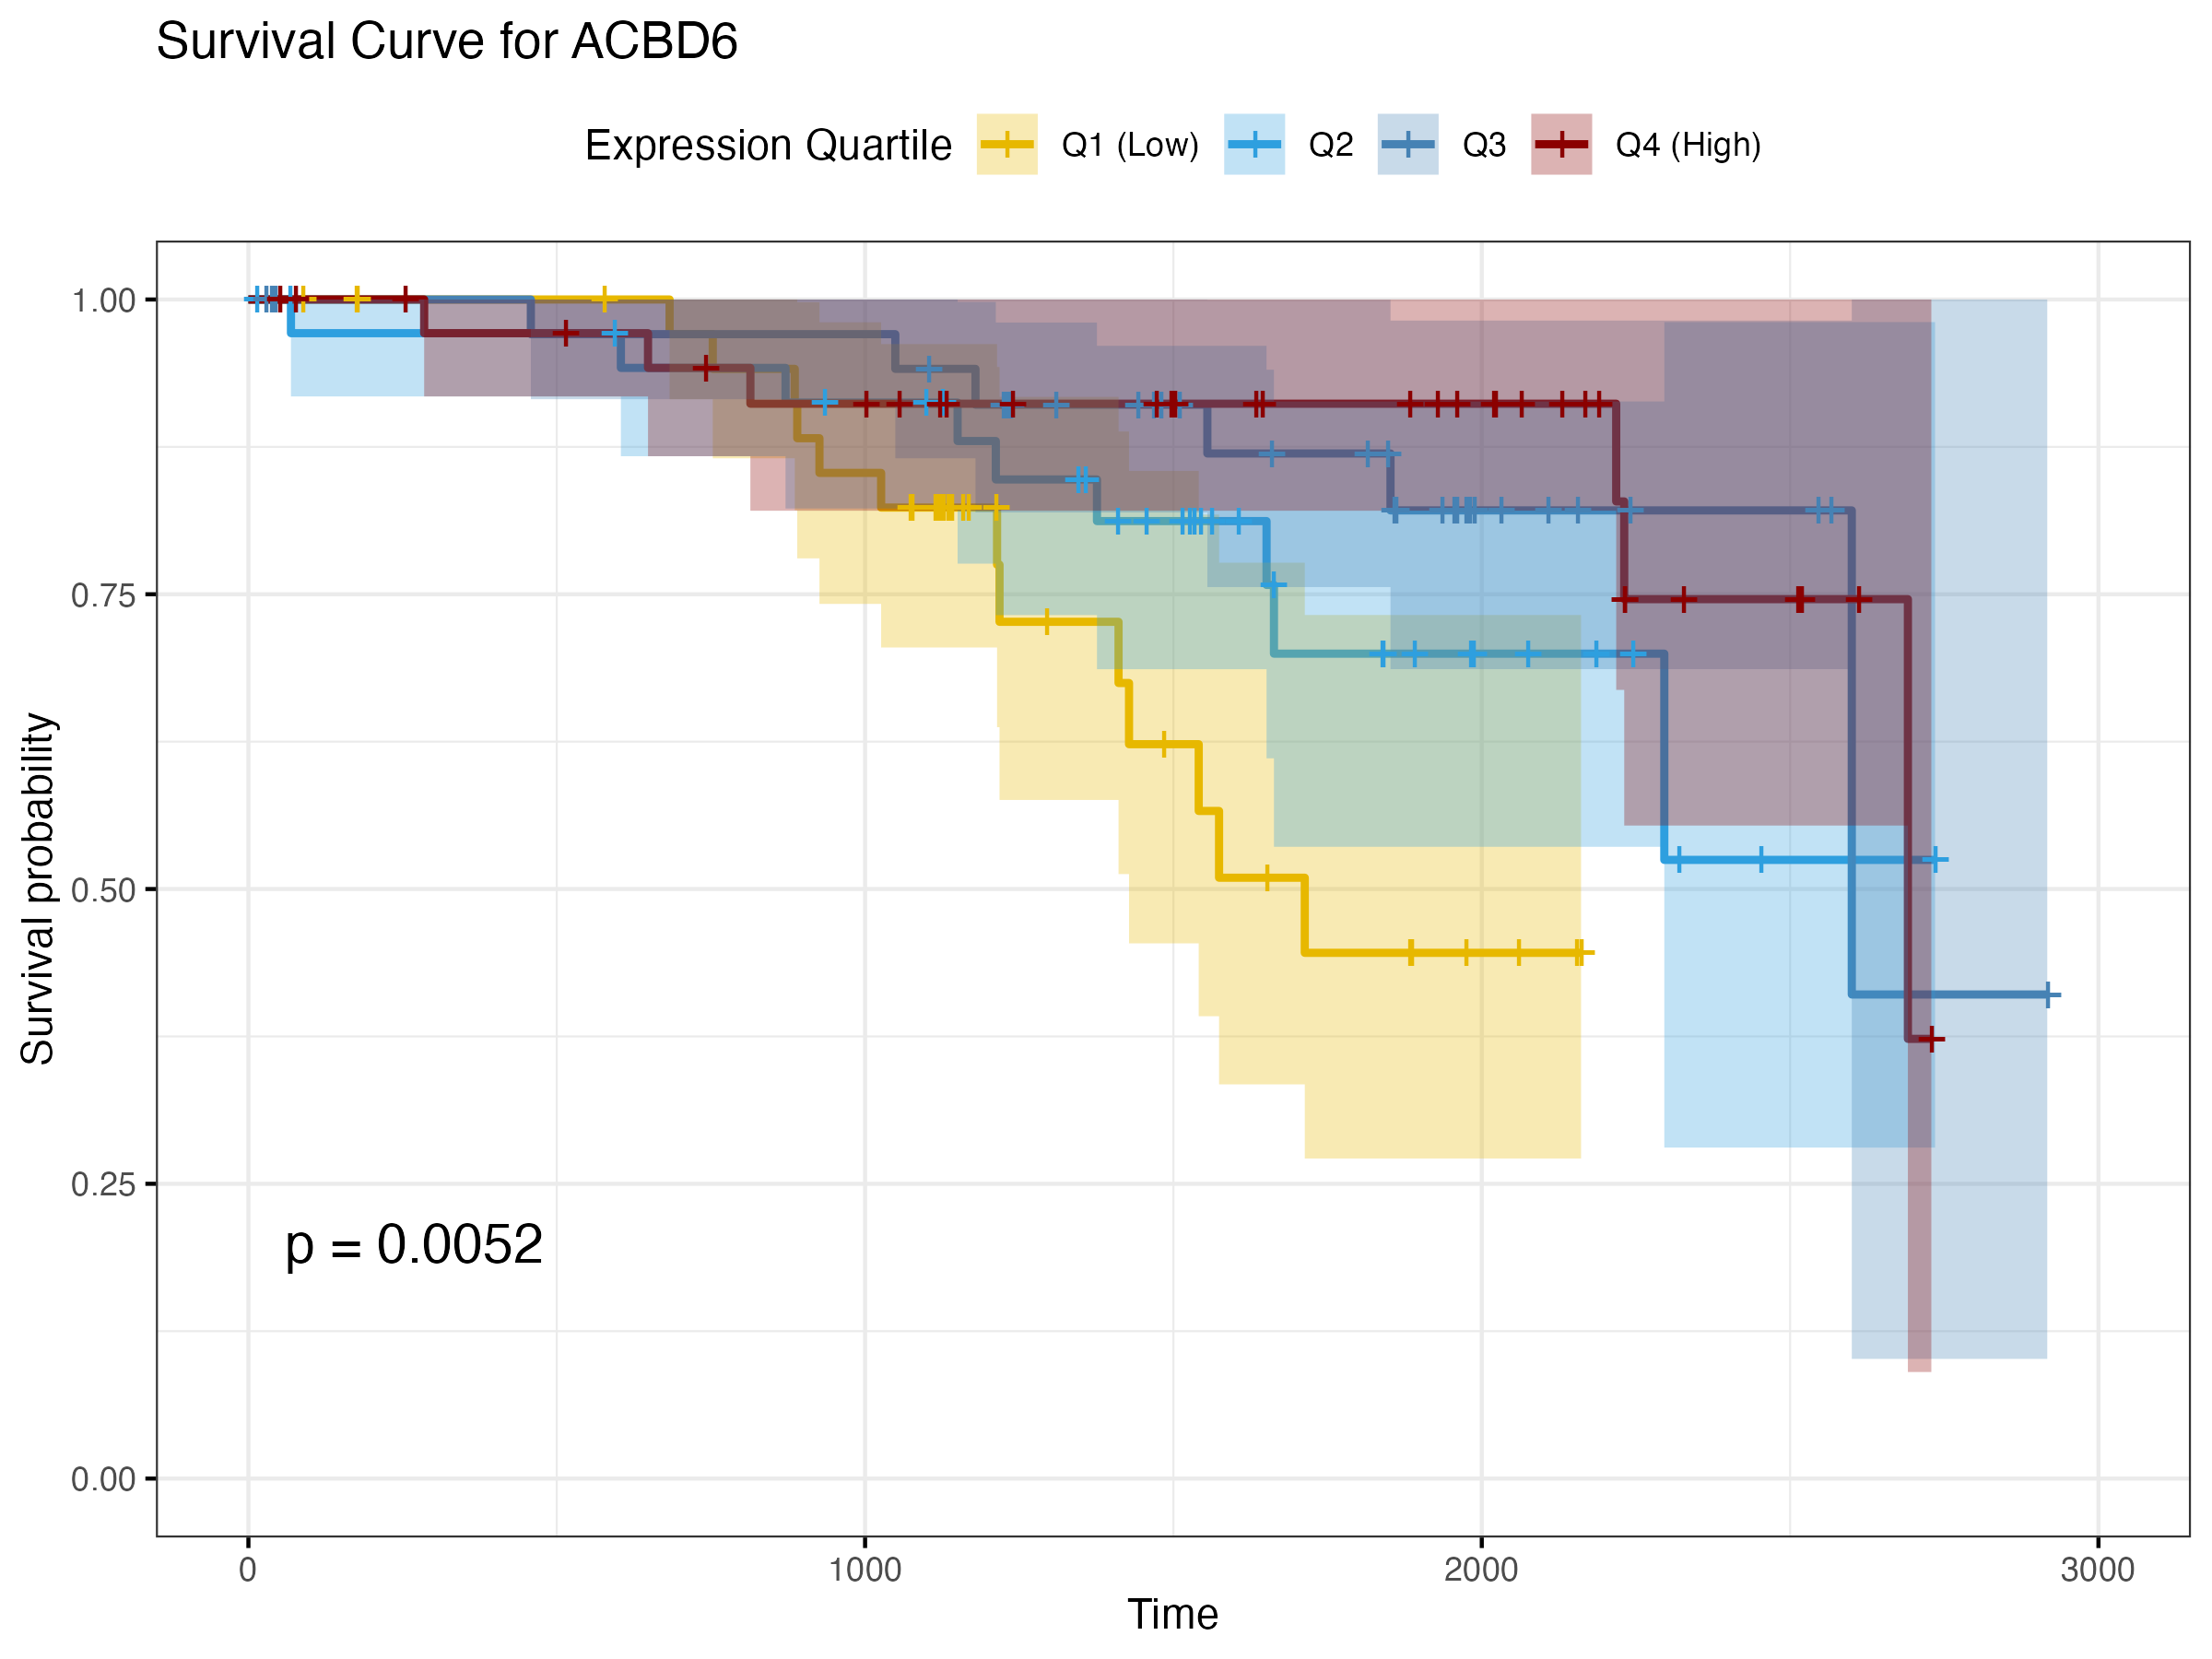 Survival Curve for ACBD6
Expression Quartile Q1 (Low) Q2 Q3 Q4 (High)
1.00
0.75
0.50
0.25
0.00
Survival probability
p = 0.0052
0 1000 2000 3000
Time